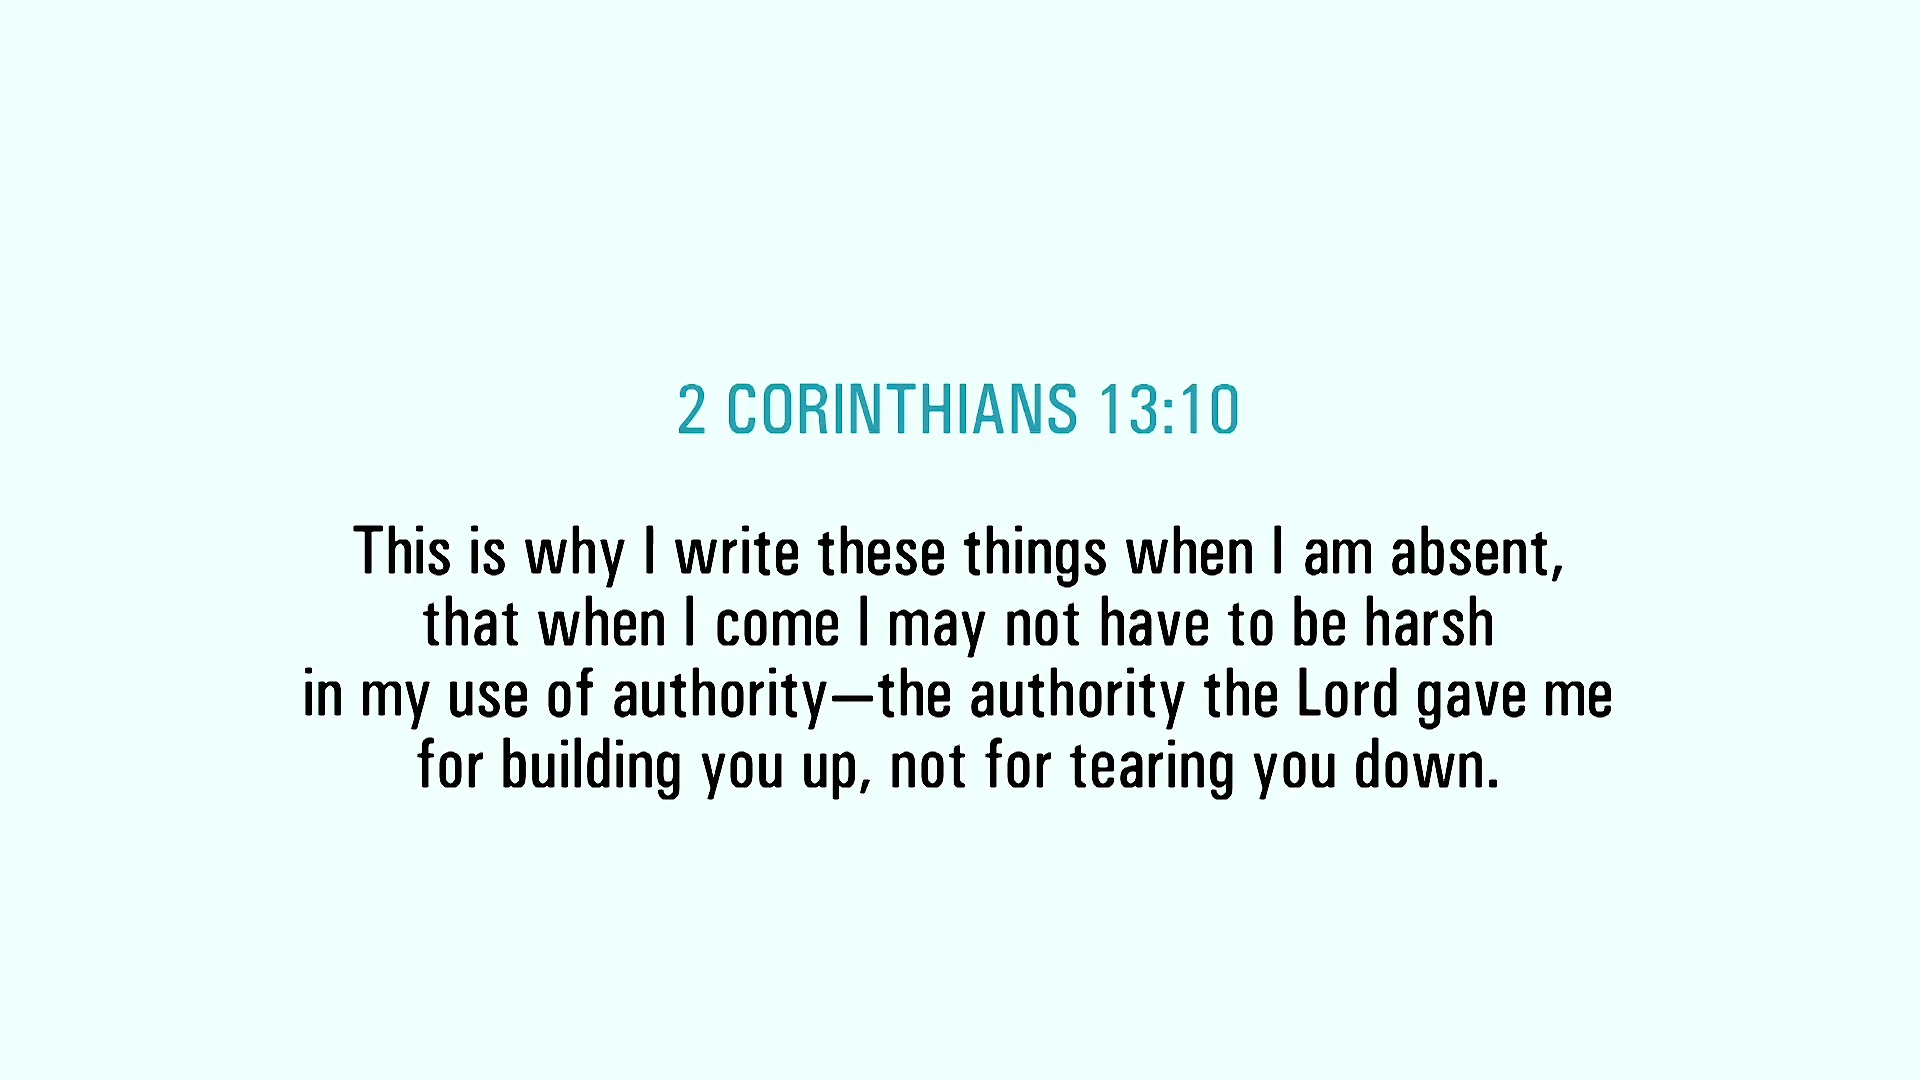 2 CORINTHIANS 13:10
This is why I write these things when I am absent,
that when I come I may not have to be harsh
in my use of authority—the authority the Lord gave me
for building you up, not for tearing you down.